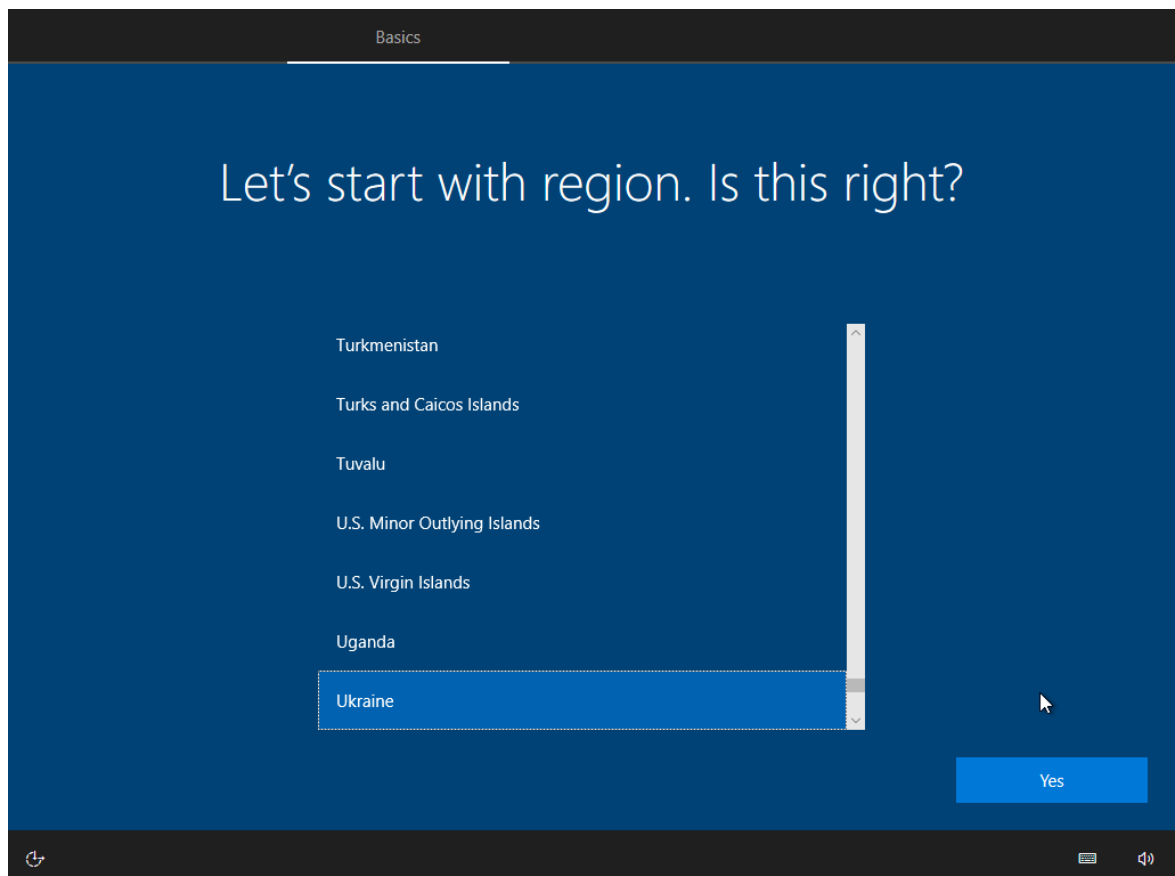 Basics
Let's start with region. Is this right?
Turkmenistan
Turks and Caicos Islands
Tuvalu
U.S. Minor Outlying Islands
U.S. Virgin Islands
Uganda
Ukraine
Yes